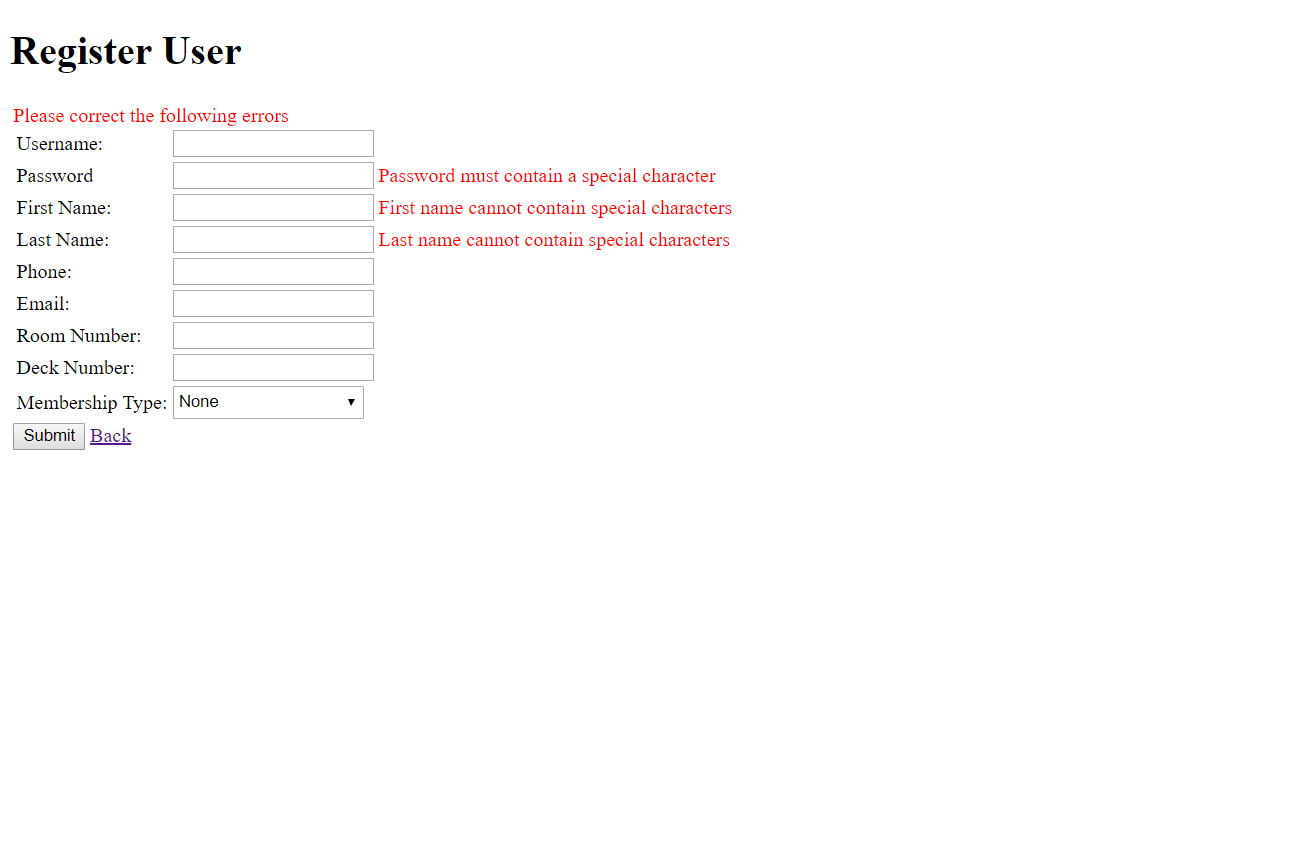 Register User
Please correct the following errors
Username:
Password Password must contain a special character
First Name: First name cannot contain special characters
Last Name: Last name cannot contain special characters
Phone:
Email:
Room Number:
Deck Number:
Membership Type: None
Submit Back